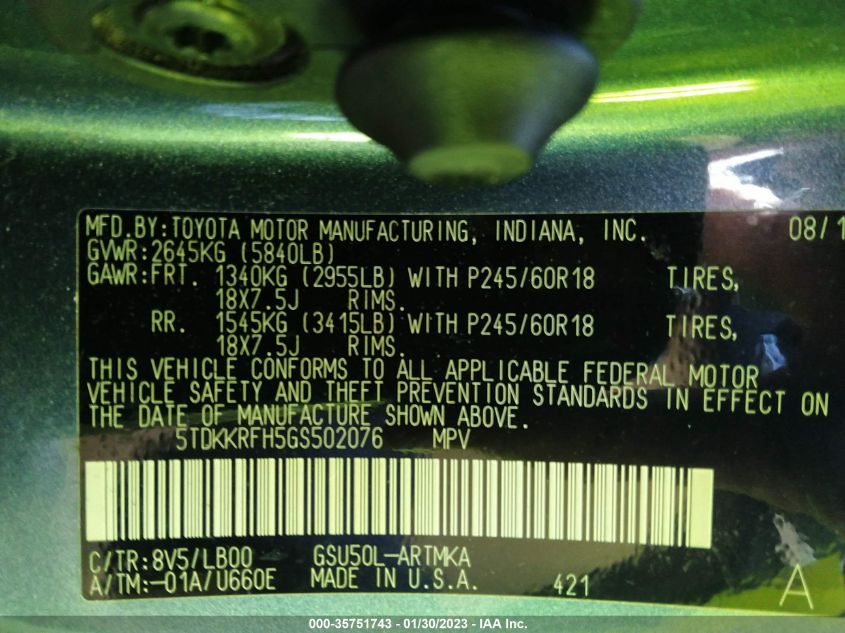 MFD.BY:TOYOTA MOTOR MANUFACTURING, INDIANA, INC. 08/1
GVWR:2645KG (5840LB)
GAWR:FRT. 1340KG (2955LB) WITH P245/60R18 TIRES,
18X7.5J RIMS.
RR. 1545KG (3415LB) WITH P245/60R18 TIRES,
18X7.5J RIMS.
THIS VEHICLE CONFORMS TO ALL APPLICABLE FEDERAL MOTOR
VEHICLE SAFETY AND THEFT PREVENTION STANDARDS IN EFFECT ON
THE DATE OF MANUFACTURE SHOWN ABOVE.
5TDKKRFH5GS502076 MPV
C/TR:8V5/LB00 GSU50L-ARTMKA
A/TM:-01A/U660E MADE IN U.S.A. 421 A
000-35751743 - 01/30/2023 - IAA Inc.